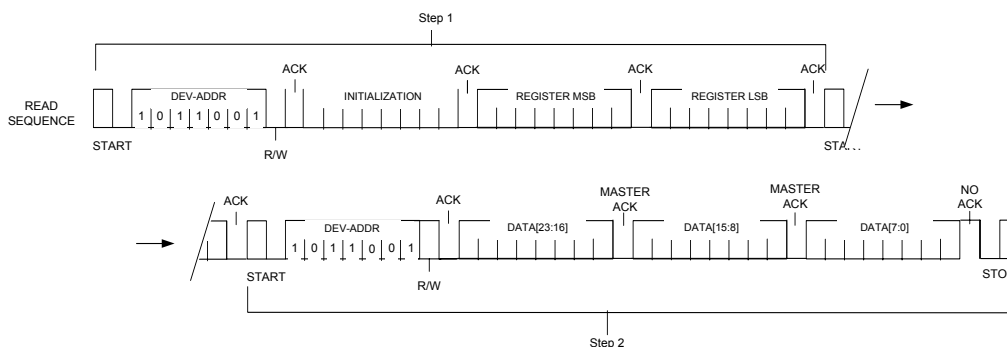 Step 1
ACK ACK ACK ACK
READ SEQUENCE
DEV-ADDR INITIALIZATION REGISTER MSB REGISTER LSB
1 0 1 1 0 0 1
START
R/W
ACK ACK MASTER ACK MASTER ACK NO ACK
DEV-ADDR DATA[23:16] DATA[15:8] DATA[7:0]
1 0 1 1 0 0 1
START R/W STO
Step 2